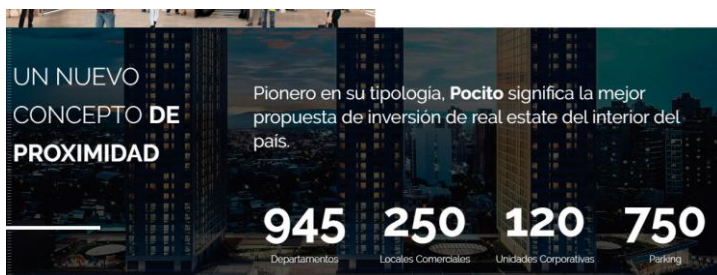 UN NUEVO
CONCEPTO DE
PROXIMIDAD
Pionero en su tipología, Pocito significa la mejor
propuesta de inversión de real estate del interior del
país.
945 250 120 750
Departamentos Locales Comerciales Unidades Corporativas Parking